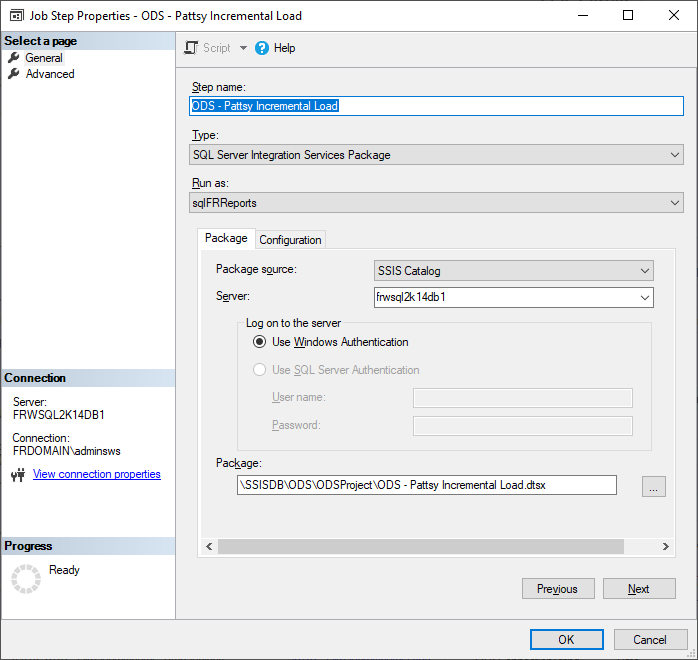 Job Step Properties - ODS - Pattsy Incremental Load
Select a page
General
Advanced
Script
Help
Step name:
ODS - Pattsy Incremental Load
Type:
SQL Server Integration Services Package
Run as:
sqlFRReports
Package
Configuration
Package source:
SSIS Catalog
Server:
frwsql2k14db1
Log on to the server
Use Windows Authentication
Use SQL Server Authentication
User name:
Password:
Package:
\SSISDB\ODS\ODSProject\ODS - Pattsy Incremental Load.dtsx
...
Connection
Server:
FRWSQL2K14DB1
Connection:
FRDOMAIN\adminsws
View connection properties
Progress
Ready
Previous
Next
OK
Cancel